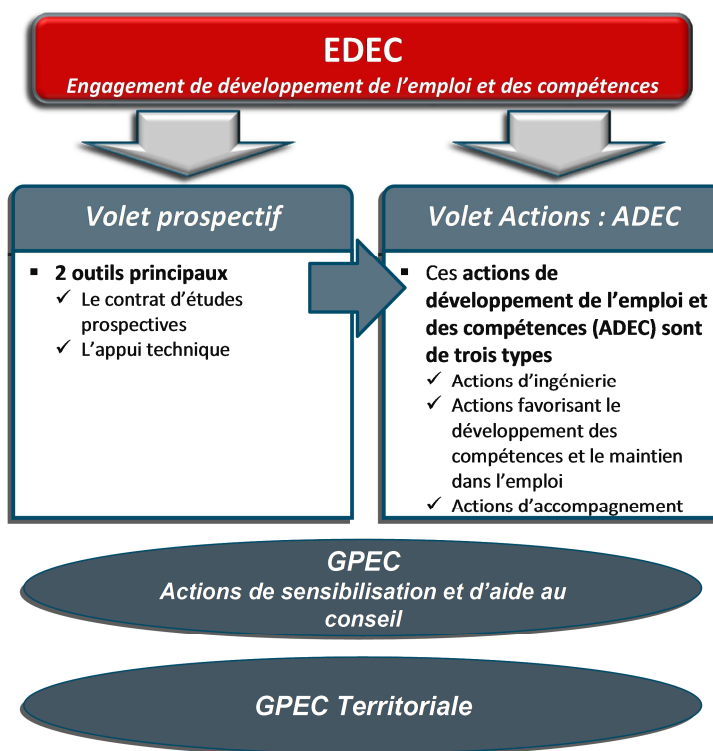 EDEC
Engagement de développement de l'emploi et des compétences
Volet prospectif
▪ 2 outils principaux
✓ Le contrat d'études
prospectives
✓ L'appui technique
Volet Actions : ADEC
▪ Ces actions de
développement de l'emploi et
des compétences (ADEC) sont
de trois types
✓ Actions d'ingénierie
✓ Actions favorisant le
développement des
compétences et le maintien
dans l'emploi
✓ Actions d'accompagnement
GPEC
Actions de sensibilisation et d'aide au
conseil
GPEC Territoriale